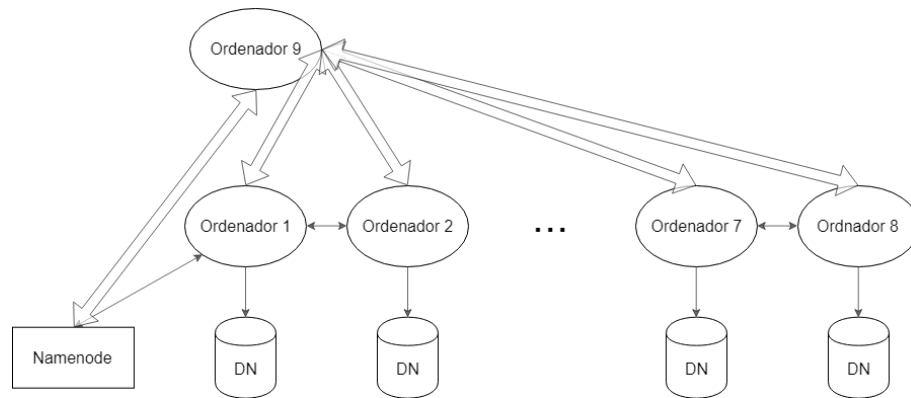 Ordenador 9
Ordenador 1
Ordenador 2
...
Ordenador 7
Ordnador 8
Namenode
DN
DN
DN
DN